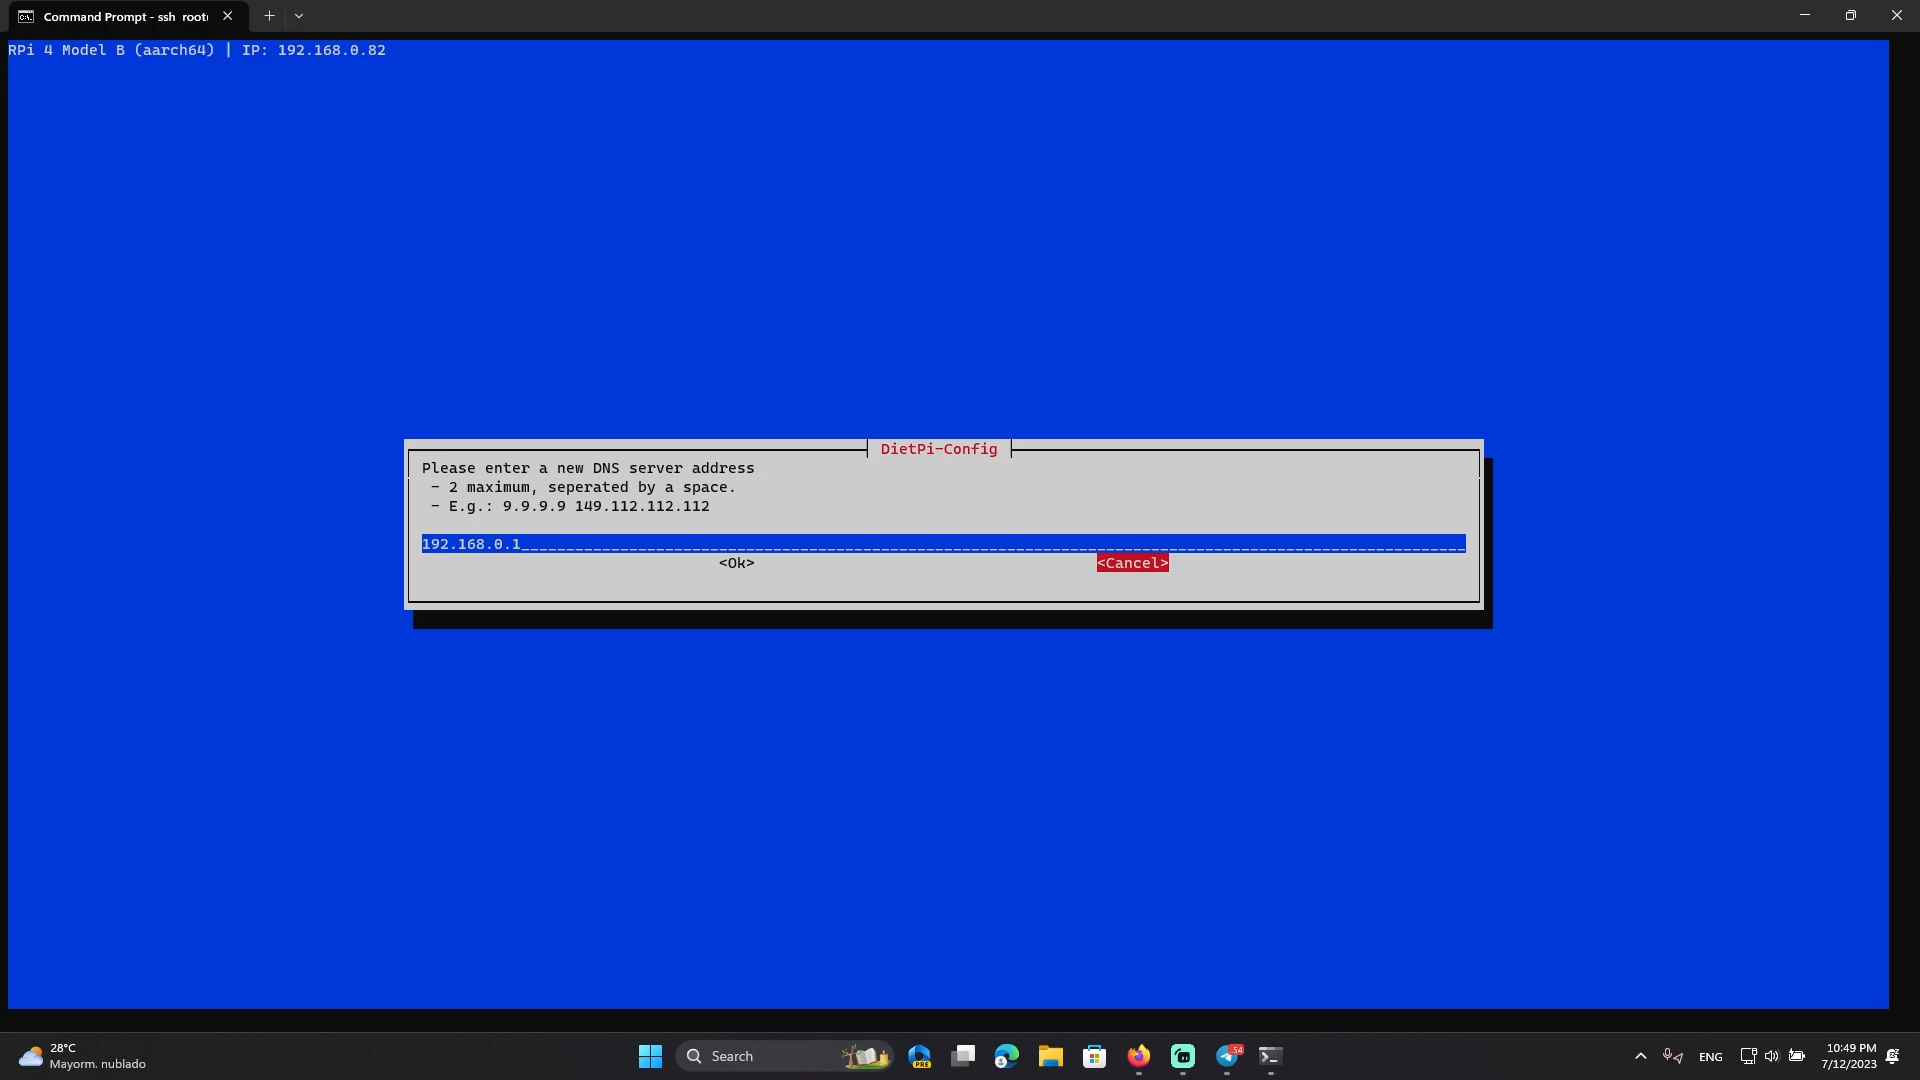 Command Prompt - ssh root
RPi 4 Model B (aarch64) | IP: 192.168.0.82
DietPi-Config
Please enter a new DNS server address
- 2 maximum, seperated by a space.
- E.g.: 9.9.9.9 149.112.112.112
192.168.0.1
<Ok> <Cancel>
28°C
Mayorm. nublado
Search
PRE
54
ENG
10:49 PM
7/12/2023